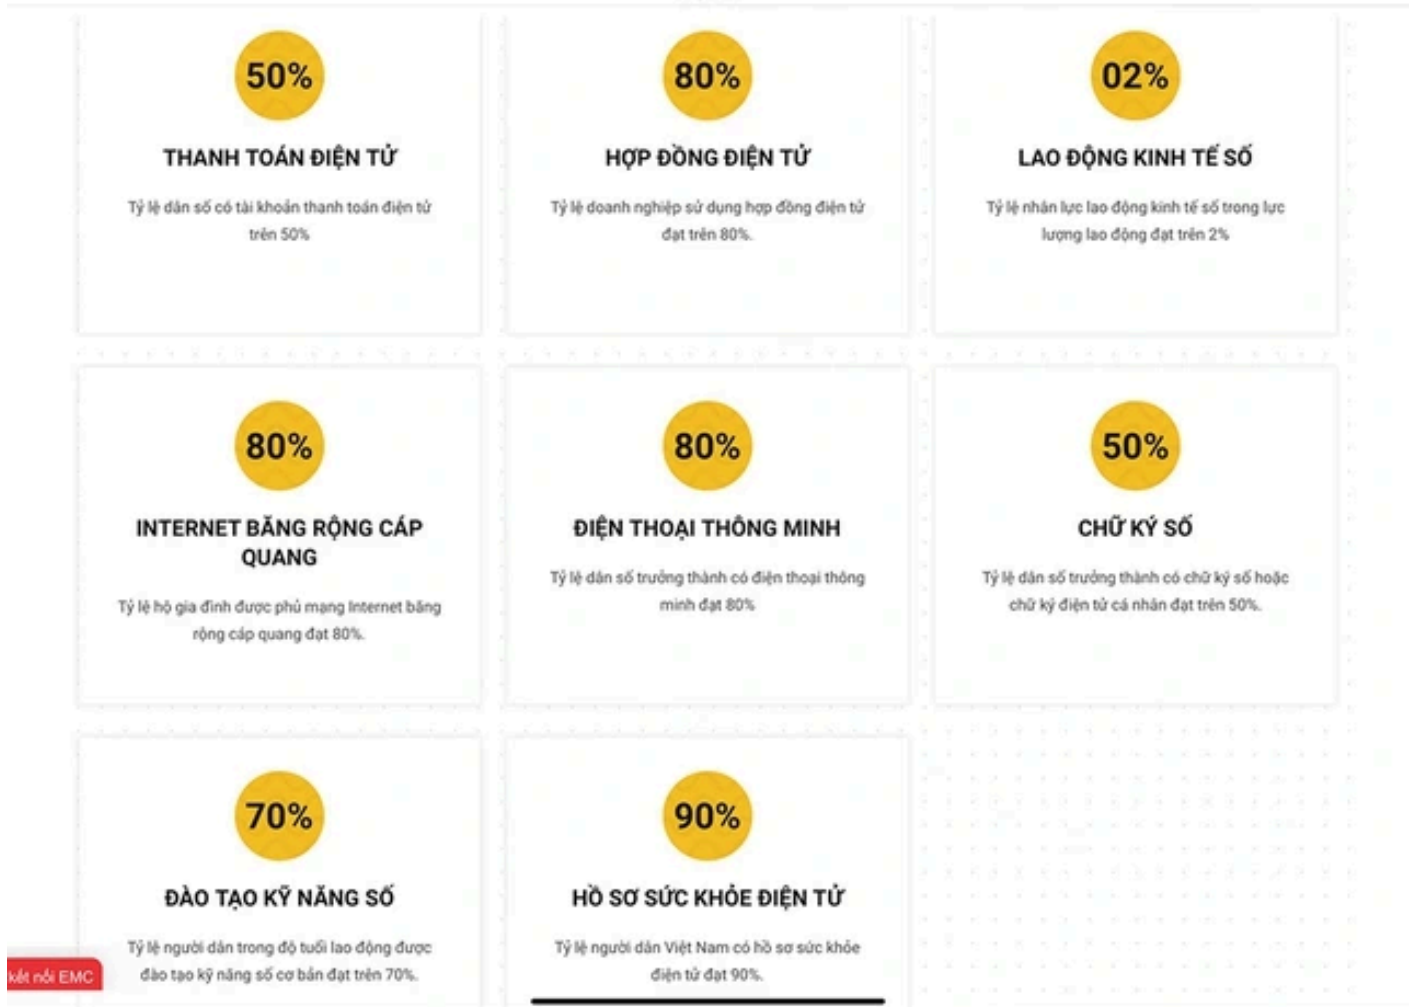 50%
THANH TOÁN ĐIỆN TỬ
Tỷ lệ dân số có tài khoản thanh toán điện tử
trên 50%
80%
HỢP ĐỒNG ĐIỆN TỬ
Tỷ lệ doanh nghiệp sử dụng hợp đồng điện tử
đạt trên 80%.
02%
LAO ĐỘNG KINH TẾ SỐ
Tỷ lệ nhân lực lao động kinh tế số trong lực
lượng lao động đạt trên 2%
80%
INTERNET BĂNG RỘNG CÁP
QUANG
Tỷ lệ hộ gia đình được phủ mạng Internet băng
rộng cáp quang đạt 80%.
80%
ĐIỆN THOẠI THÔNG MINH
Tỷ lệ dân số trưởng thành có điện thoại thông
minh đạt 80%
50%
CHỮ KÝ SỐ
Tỷ lệ dân số trưởng thành có chữ ký số hoặc
chữ ký điện tử cá nhân đạt trên 50%.
70%
ĐÀO TẠO KỸ NĂNG SỐ
Tỷ lệ người dân trong độ tuổi lao động được
đào tạo kỹ năng số cơ bản đạt trên 70%.
90%
HỒ SƠ SỨC KHỎE ĐIỆN TỬ
Tỷ lệ người dân Việt Nam có hồ sơ sức khỏe
điện tử đạt 90%.
kết nối EMC